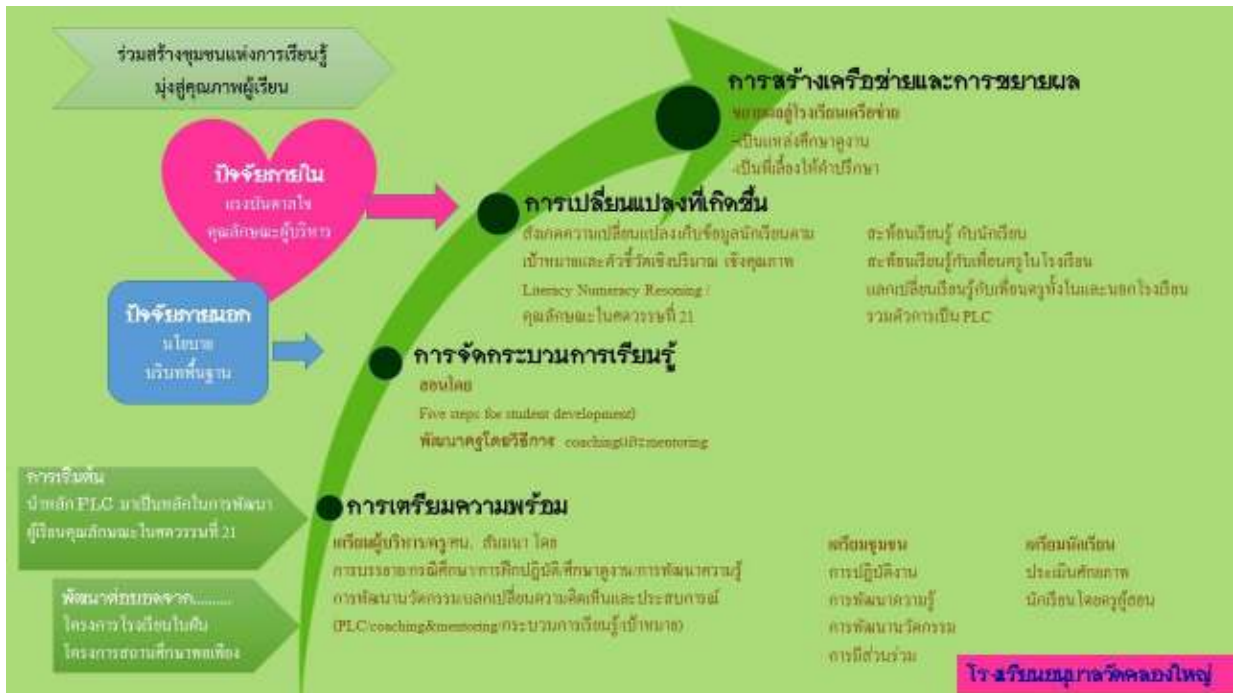 ร่วมสร้างชุมชนแห่งการเรียนรู้
มุ่งสู่คุณภาพผู้เรียน
การสร้างเครือข่ายและการขยายผล
ขยายผลสู่โรงเรียนเครือข่าย
-เป็นแหล่งศึกษาดูงาน
-เป็นพี่เลี้ยงให้คำปรึกษา
ปัจจัยภายใน
แรงบันดาลใจ
คุณลักษณะผู้บริหาร
การเปลี่ยนแปลงที่เกิดขึ้น
สังเกตความเปลี่ยนแปลงเก็บข้อมูลนักเรียนตาม
เป้าหมายและตัวชี้วัดเชิงปริมาณ เชิงคุณภาพ
Literacy Numeracy Resoning /
คุณลักษณะในศตวรรษที่ 21
สะท้อนเรียนรู้ กับนักเรียน
สะท้อนเรียนรู้กับเพื่อนครูในโรงเรียน
แลกเปลี่ยนเรียนรู้กับเพื่อนครูทั้งในและนอกโรงเรียน
รวมตัวการเป็น PLC
ปัจจัยภายนอก
นโยบาย
บริบทพื้นฐาน
การจัดกระบวนการเรียนรู้
สอนโดย
Five steps for student development)
พัฒนาครูโดยวิธีการ coachingและmentoring
การเริ่มต้น
นำหลัก PLC มาเป็นหลักในการพัฒนา
ผู้เรียนคุณลักษณะในศตวรรษที่ 21
การเตรียมความพร้อม
เตรียมผู้บริหาร/ครู/ศน. สัมมนา โดย
การบรรยาย/กรณีศึกษา/การฝึกปฏิบัติ/ศึกษาดูงาน/การพัฒนาความรู้
การพัฒนานวัตกรรม/แลกเปลี่ยนความคิดเห็นและประสบการณ์
(PLC/coaching&mentoring/กระบวนการเรียนรู้/เป้าหมาย)
เตรียมชุมชน
การปฏิบัติงาน
การพัฒนาความรู้
การพัฒนานวัตกรรม
การมีส่วนร่วม
เตรียมนักเรียน
ประเมินศักยภาพ
นักเรียนโดยครูผู้สอน
พัฒนาต่อยอดจาก.........
โครงการโรงเรียนในฝัน
โครงการสถานศึกษาพอเพียง
โรงเรียนอนุบาลวัดคลองใหญ่